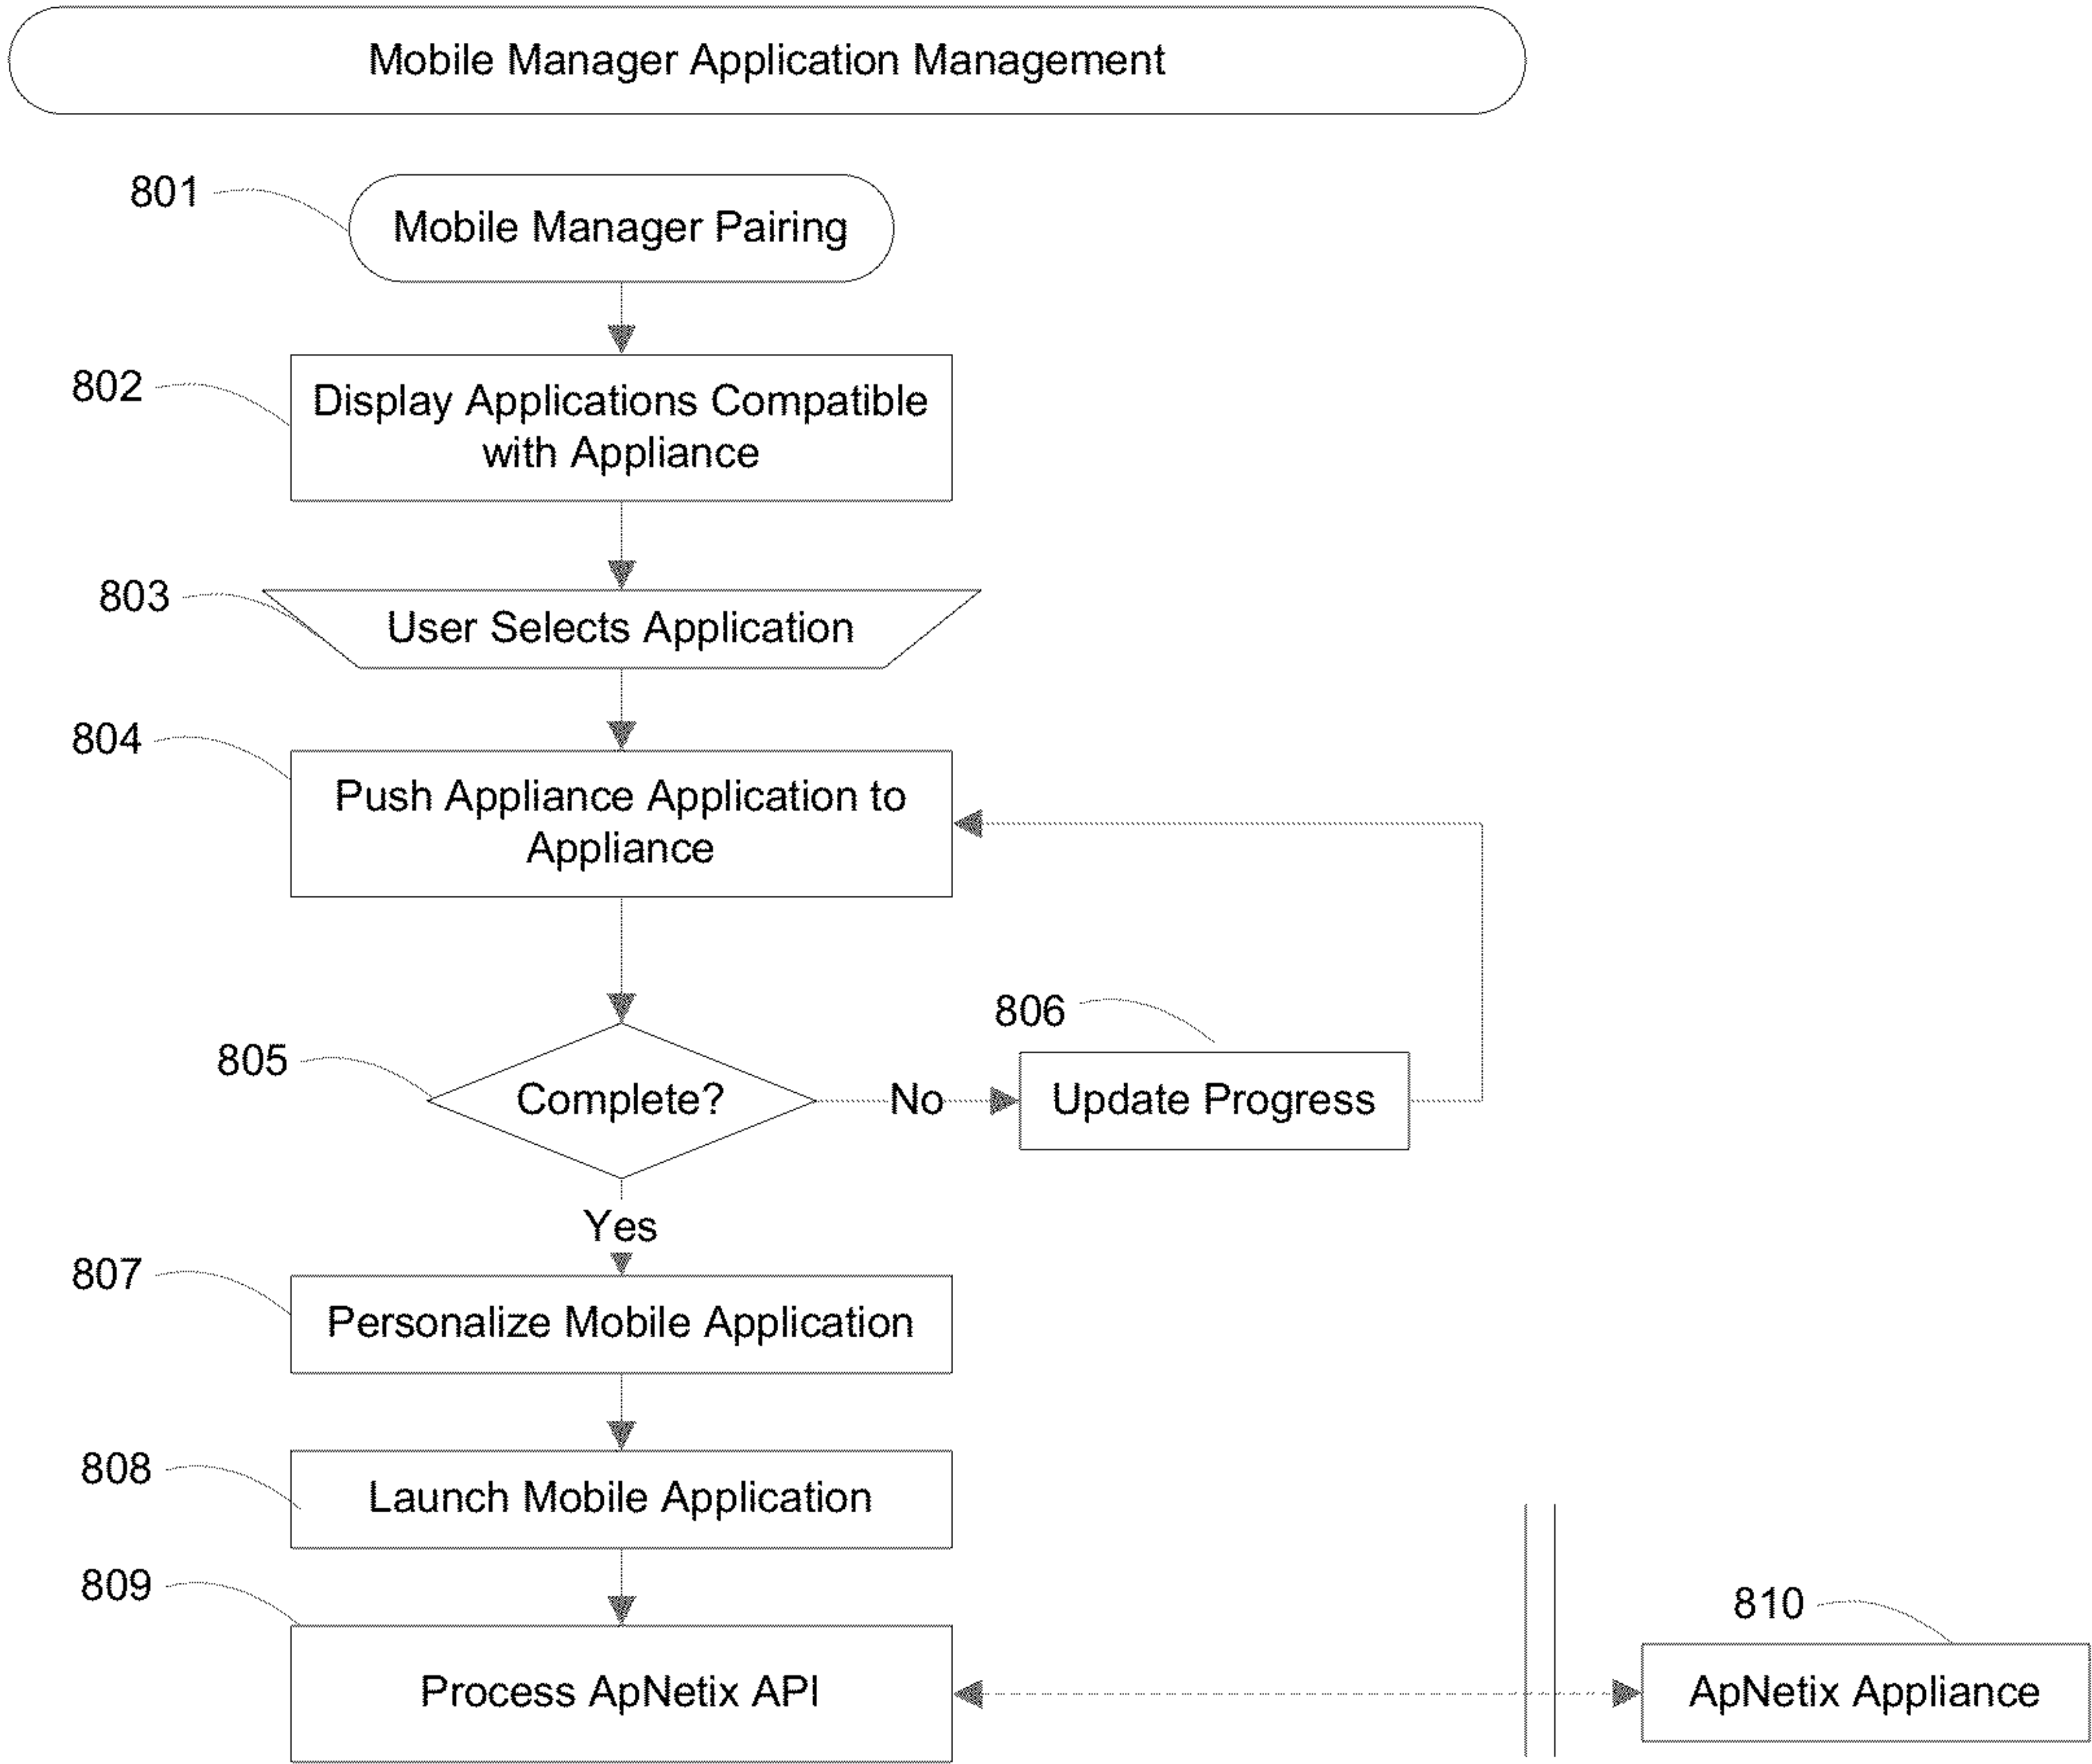 Mobile Manager Application Management
801
Mobile Manager Pairing
802
Display Applications Compatible
with Appliance
803
User Selects Application
804
Push Appliance Application to
Appliance
805
Complete?
No
806
Update Progress
Yes
807
Personalize Mobile Application
808
Launch Mobile Application
809
Process ApNetix API
810
ApNetix Appliance